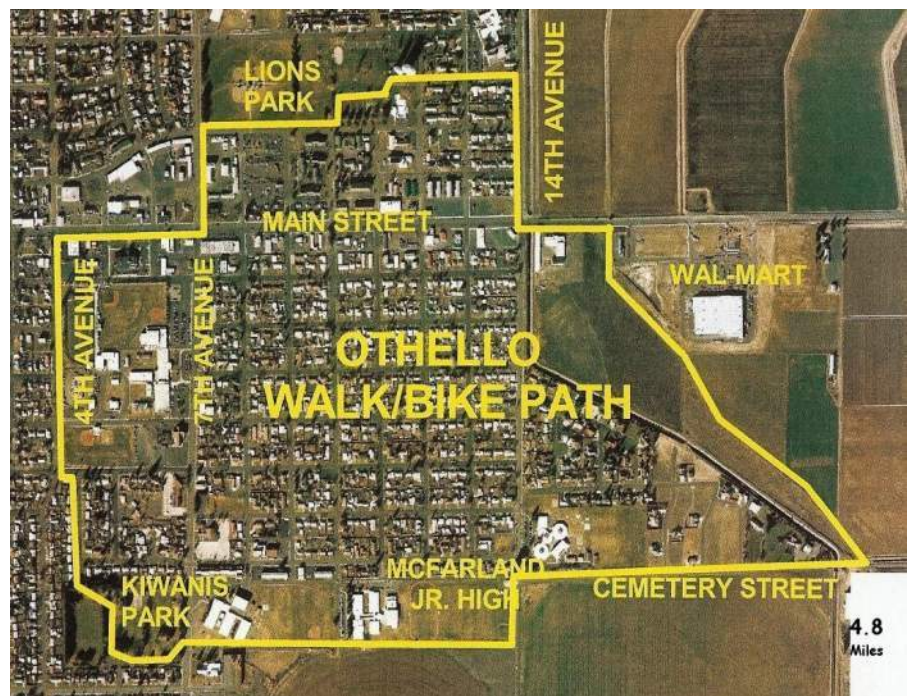 LIONS
PARK
14TH AVENUE
MAIN STREET
WAL-MART
4TH AVENUE
7TH AVENUE
OTHELLO
WALK/BIKE PATH
KIWANIS
PARK
MCFARLAND
JR. HIGH
CEMETERY STREET
4.8
Miles